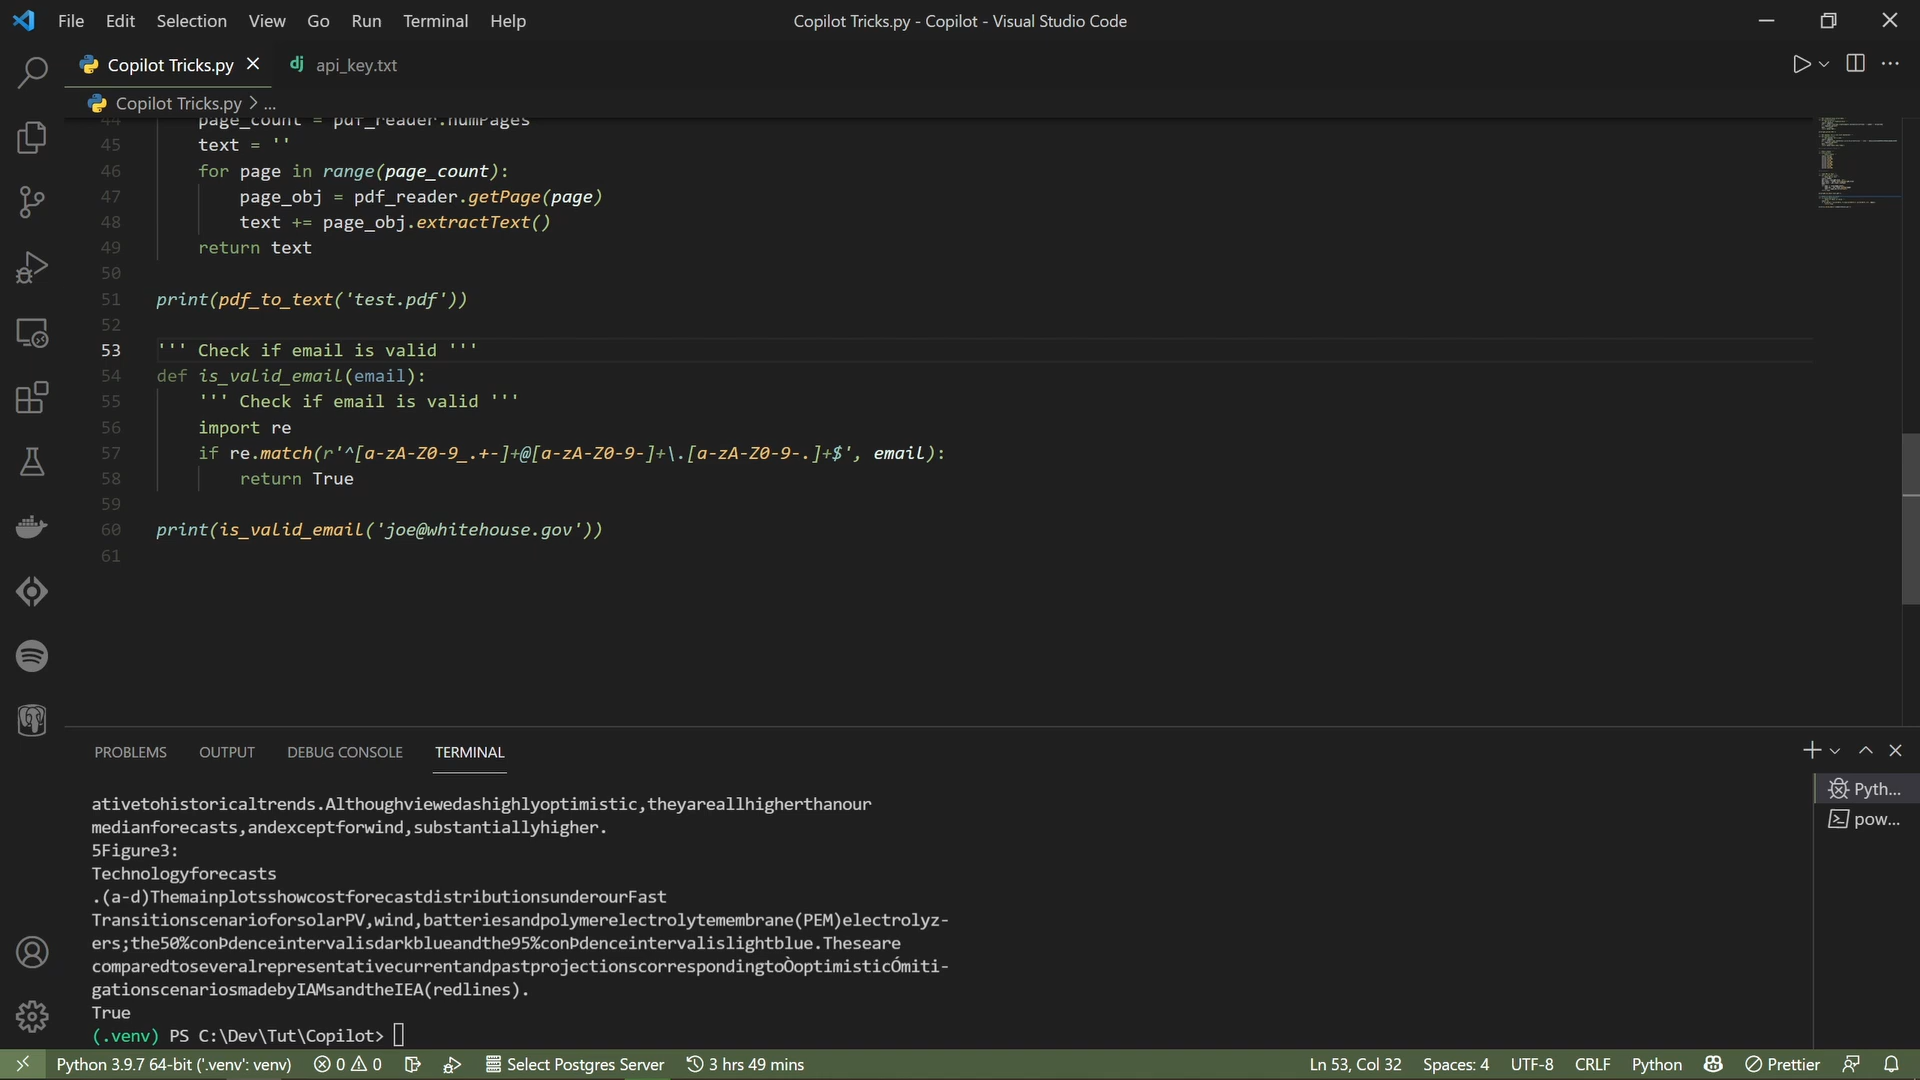 File Edit Selection View Go Run Terminal Help
Copilot Tricks.py - Copilot - Visual Studio Code
Copilot Tricks.py
dj api_key.txt
Copilot Tricks.py > ...
44 page_count = pdf_reader.numPages
45 text = ''
46 for page in range(page_count):
47 page_obj = pdf_reader.getPage(page)
48 text += page_obj.extractText()
49 return text
50
51 print(pdf_to_text('test.pdf'))
52
53 ''' Check if email is valid '''
54 def is_valid_email(email):
55 ''' Check if email is valid '''
56 import re
57 if re.match(r'^[a-zA-Z0-9_.+-]+@[a-zA-Z0-9-]+\.[a-zA-Z0-9-.]+$', email):
58 return True
59
60 print(is_valid_email('joe@whitehouse.gov'))
61
PROBLEMS OUTPUT DEBUG CONSOLE TERMINAL
ativetohistoricaltrends.Althoughviewedashighlyoptimistic,theyareallhigherthanour
medianforecasts,andexceptforwind,substantiallyhigher.
5Figure3:
Technologyforecasts
.(a-d)ThemainplotsshowcostforecastdistributionsunderourFast
TransitionscenarioforsolarPV,wind,batteriesandpolymerelectrolytemembrane(PEM)electrolyz-
ers;the50%conÞdenceintervalisdarkblueandthe95%conÞdenceintervalislightblue.Theseare
comparedtoseveralrepresentativecurrentandpastprojectionscorrespondingtoÒoptimisticÓmiti-
gationscenariosmadebyIAMsandtheIEA(redlines).
True
(.venv) PS C:\Dev\Tut\Copilot>
Pyth...
pow...
Python 3.9.7 64-bit ('.venv': venv) 0 0 Select Postgres Server 3 hrs 49 mins Ln 53, Col 32 Spaces: 4 UTF-8 CRLF Python Prettier